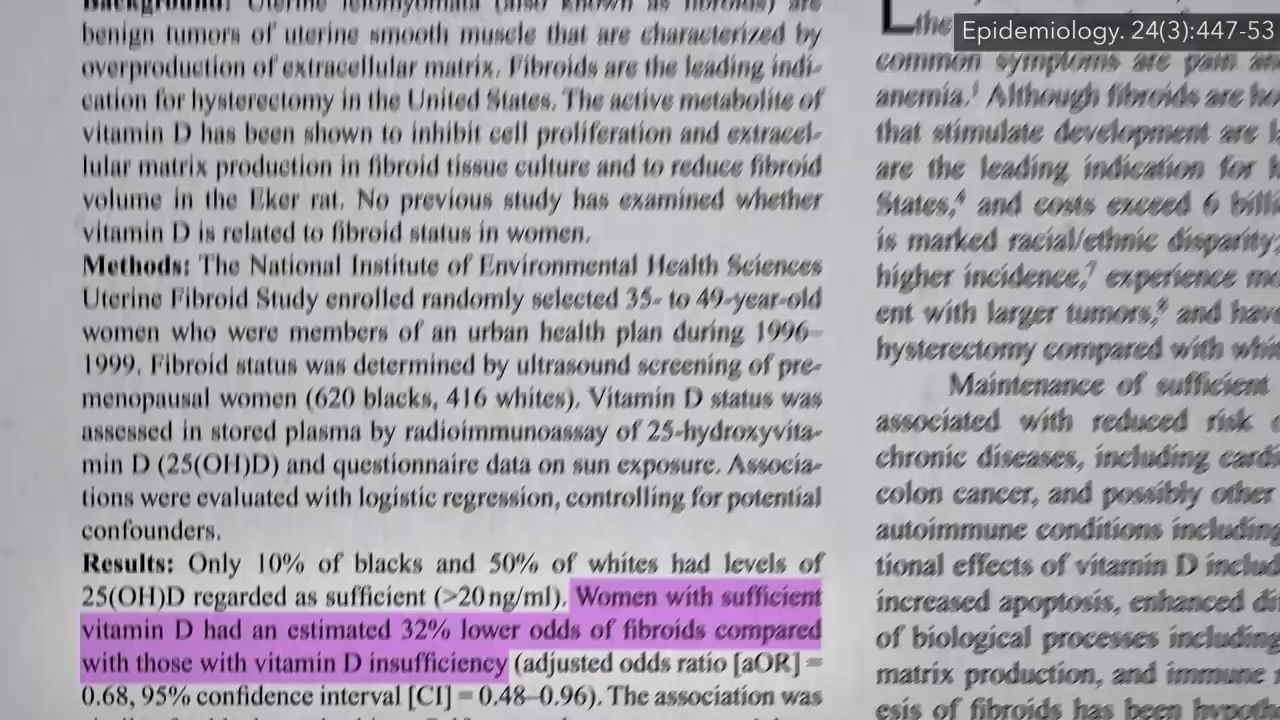 Epidemiology. 24(3):447-53
Background: Uterine leiomyomata (also known as fibroids) are
benign tumors of uterine smooth muscle that are characterized by
overproduction of extracellular matrix. Fibroids are the leading indi-
cation for hysterectomy in the United States. The active metabolite of
vitamin D has been shown to inhibit cell proliferation and extracel-
lular matrix production in fibroid tissue culture and to reduce fibroid
volume in the Eker rat. No previous study has examined whether
vitamin D is related to fibroid status in women.
Methods: The National Institute of Environmental Health Sciences
Uterine Fibroid Study enrolled randomly selected 35- to 49-year-old
women who were members of an urban health plan during 1996–
1999. Fibroid status was determined by ultrasound screening of pre-
menopausal women (620 blacks, 416 whites). Vitamin D status was
assessed in stored plasma by radioimmunoassay of 25-hydroxyvita-
min D (25(OH)D) and questionnaire data on sun exposure. Associa-
tions were evaluated with logistic regression, controlling for potential
confounders.
Results: Only 10% of blacks and 50% of whites had levels of
25(OH)D regarded as sufficient (>20 ng/ml). Women with sufficient
vitamin D had an estimated 32% lower odds of fibroids compared
with those with vitamin D insufficiency (adjusted odds ratio [aOR] =
0.68, 95% confidence interval [CI] = 0.48–0.96). The association was
the
common symptoms are pain
anemia.¹ Although fibroids are
that stimulate development are
are the leading indication for
States,⁴ and costs exceed 6
is marked racial/ethnic disparity;
higher incidence,⁷ experience
ent with larger tumors,⁸ and
hysterectomy compared with
Maintenance of sufficient
associated with reduced risk
chronic diseases, including
colon cancer, and possibly other
autoimmune conditions including
tional effects of vitamin D
increased apoptosis, enhanced
of biological processes including
matrix production, and immune
esis of fibroids has been